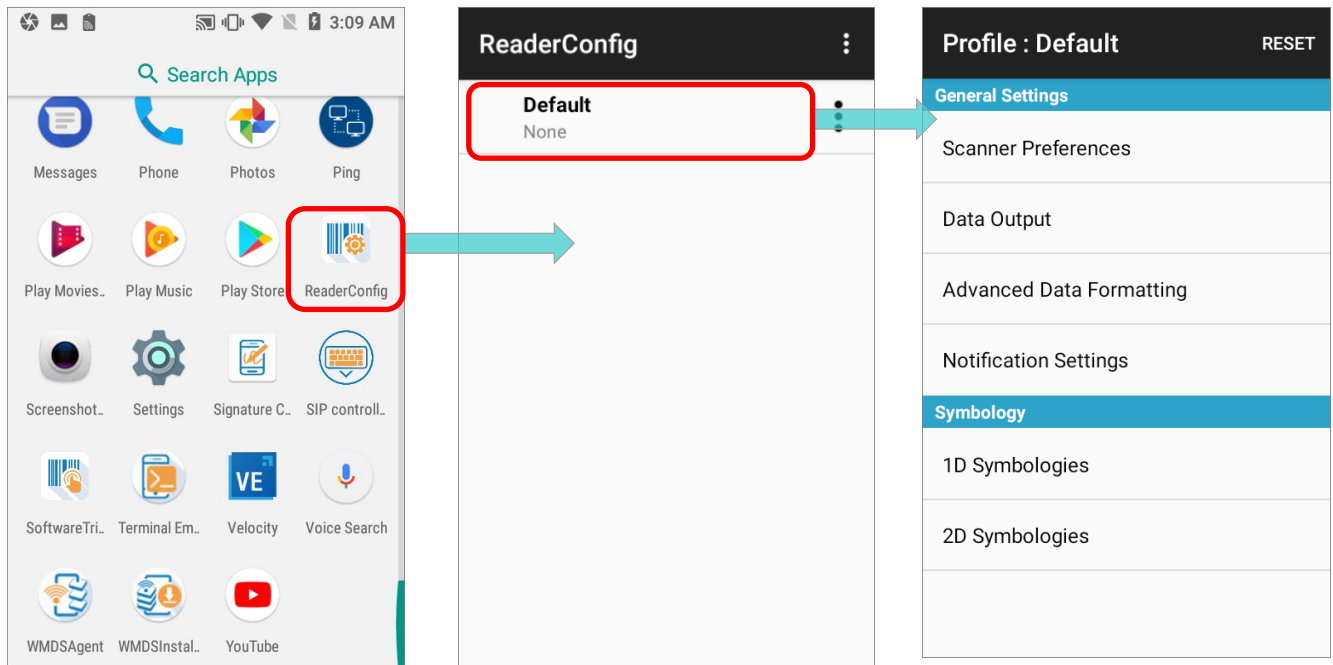 3:09 AM
Search Apps
Messages Phone Photos Ping
Play Movies.. Play Music Play Store ReaderConfig
Screenshot.. Settings Signature C.. SIP controll..
VE
SoftwareTri.. Terminal Em.. Velocity Voice Search
WMDSAgent WMDSInstal.. YouTube
ReaderConfig
Default
None
Profile : Default RESET
General Settings
Scanner Preferences
Data Output
Advanced Data Formatting
Notification Settings
Symbology
1D Symbologies
2D Symbologies